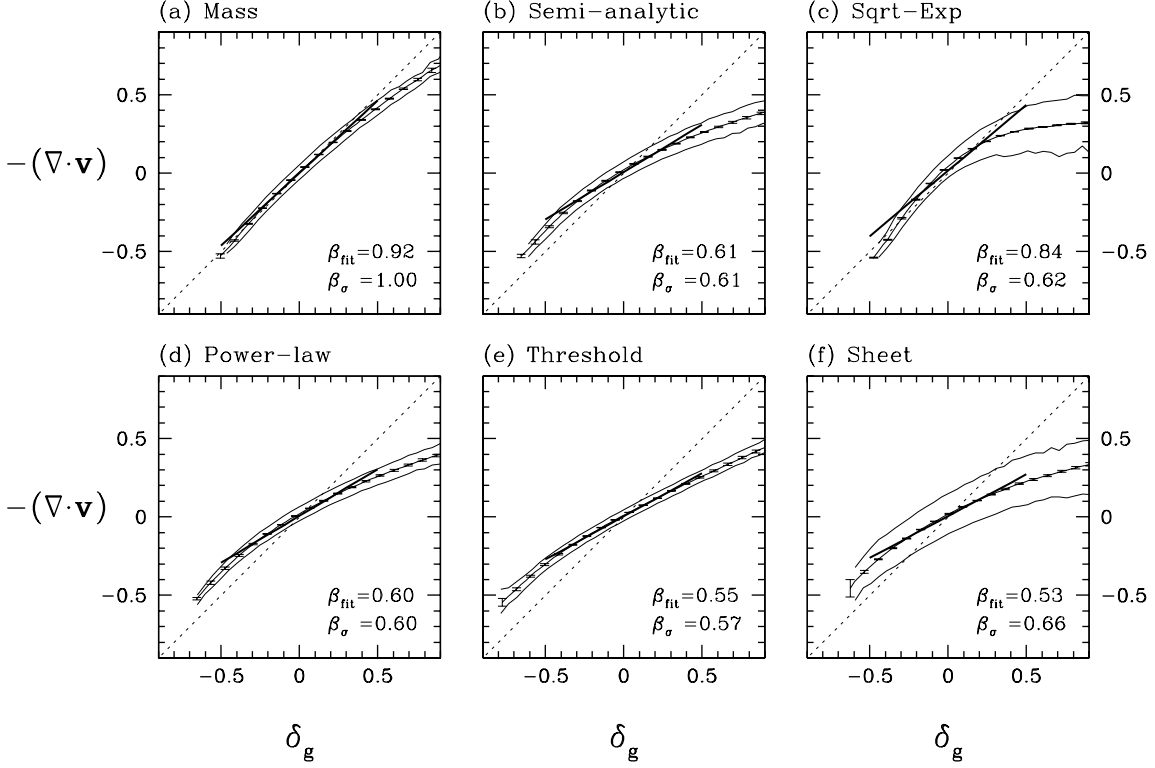 (a) Mass
(b) Semi-analytic
(c) Sqrt-Exp
0.5
0
-0.5
-(∇·v)
β_fit=0.92
β_σ =1.00
β_fit=0.61
β_σ =0.61
β_fit=0.84
β_σ =0.62
0.5
0
-0.5
(d) Power-law
(e) Threshold
(f) Sheet
0.5
0
-0.5
-(∇·v)
β_fit=0.60
β_σ =0.60
β_fit=0.55
β_σ =0.57
β_fit=0.53
β_σ =0.66
0.5
0
-0.5
-0.5 0 0.5
-0.5 0 0.5
-0.5 0 0.5
δ_g
δ_g
δ_g